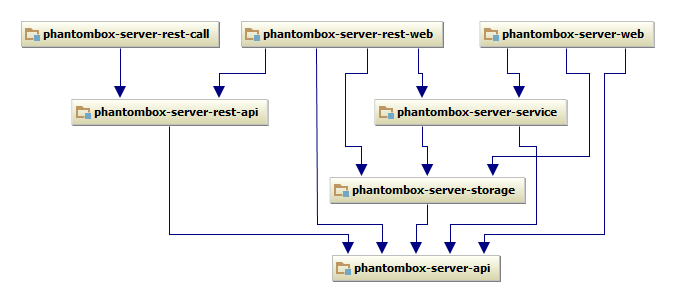 phantombox-server-rest-call
phantombox-server-rest-web
phantombox-server-web
phantombox-server-rest-api
phantombox-server-service
phantombox-server-storage
phantombox-server-api